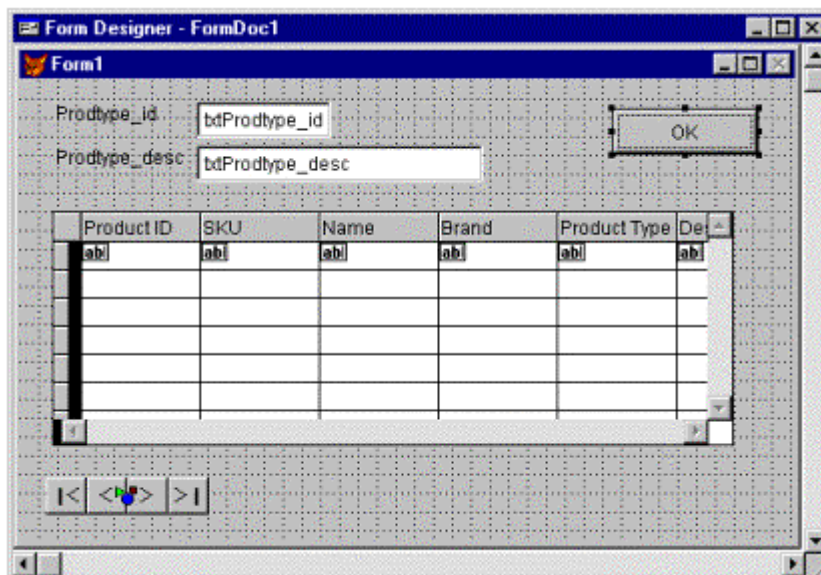 Form Designer - FormDoc1
Form1
Prodtype_id
txtProdtype_id
OK
Prodtype_desc
txtProdtype_desc
Product ID SKU Name Brand Product Type Des
abl abl abl abl abl abl
|< < > >|